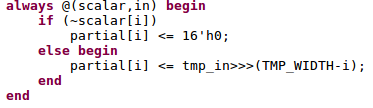 always @(scalar,in) begin
    if (~scalar[i])
        partial[i] <= 16'h0;
    else begin
        partial[i] <= tmp_in>>>(TMP_WIDTH-i);
    end
end